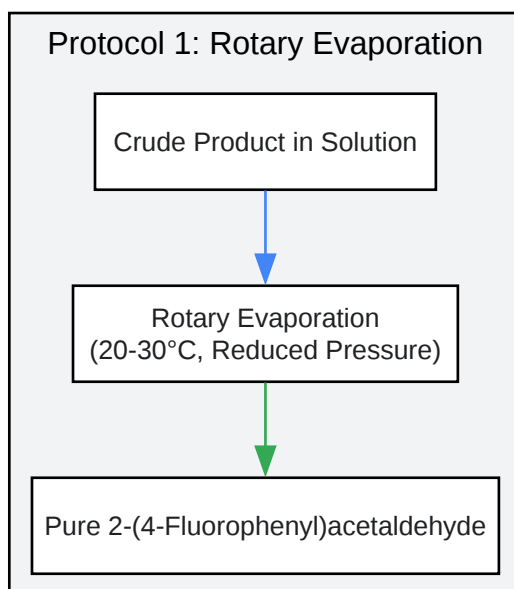 Protocol 1: Rotary Evaporation
Crude Product in Solution
Rotary Evaporation
(20-30°C, Reduced Pressure)
Pure 2-(4-Fluorophenyl)acetaldehyde